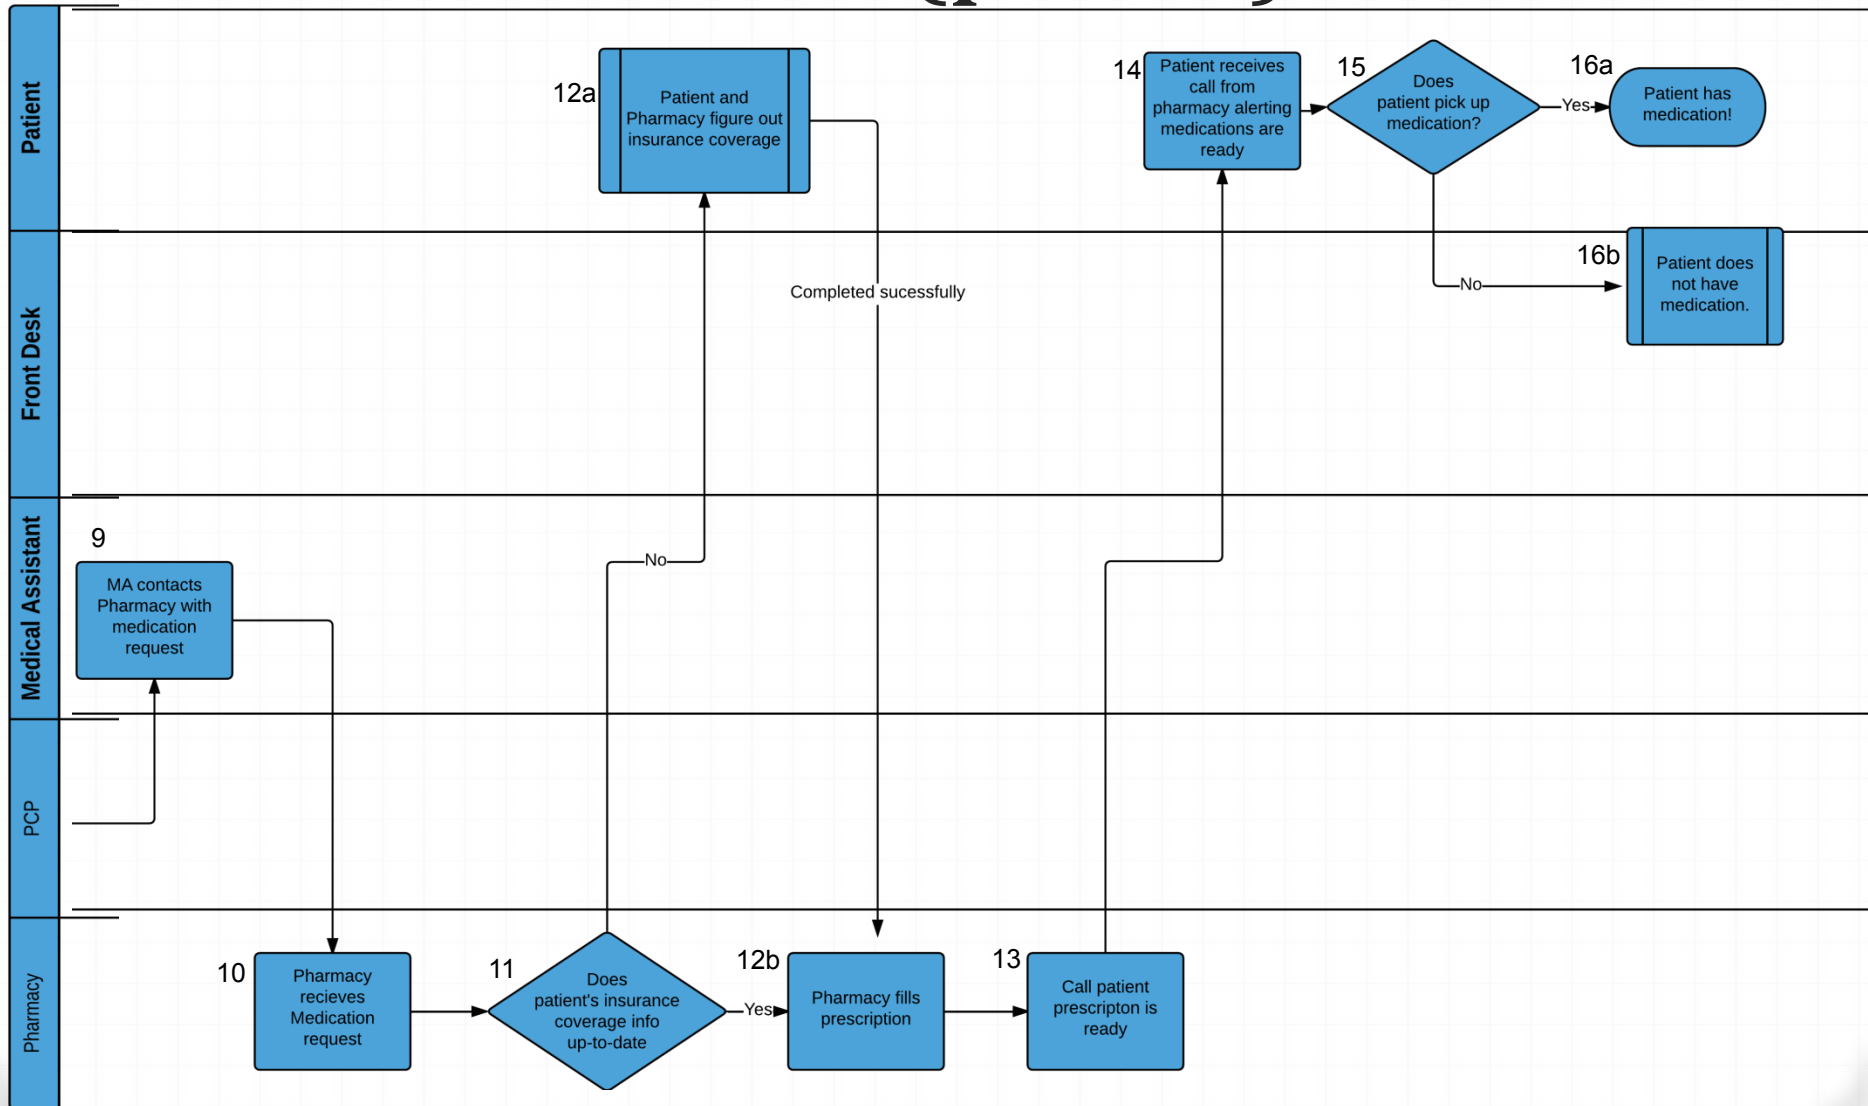 Patient
Front Desk
Medical Assistant
PCP
Pharmacy
9
MA contacts
Pharmacy with
medication
request
10
Pharmacy
recieves
Medication
request
11
Does
patient's insurance
coverage info
up-to-date
No
Yes
12a
Patient and
Pharmacy figure out
insurance coverage
Completed sucessfully
12b
Pharmacy fills
prescription
13
Call patient
prescripton is
ready
14
Patient receives
call from
pharmacy alerting
medications are
ready
15
Does
patient pick up
medication?
Yes
No
16a
Patient has
medication!
16b
Patient does
not have
medication.